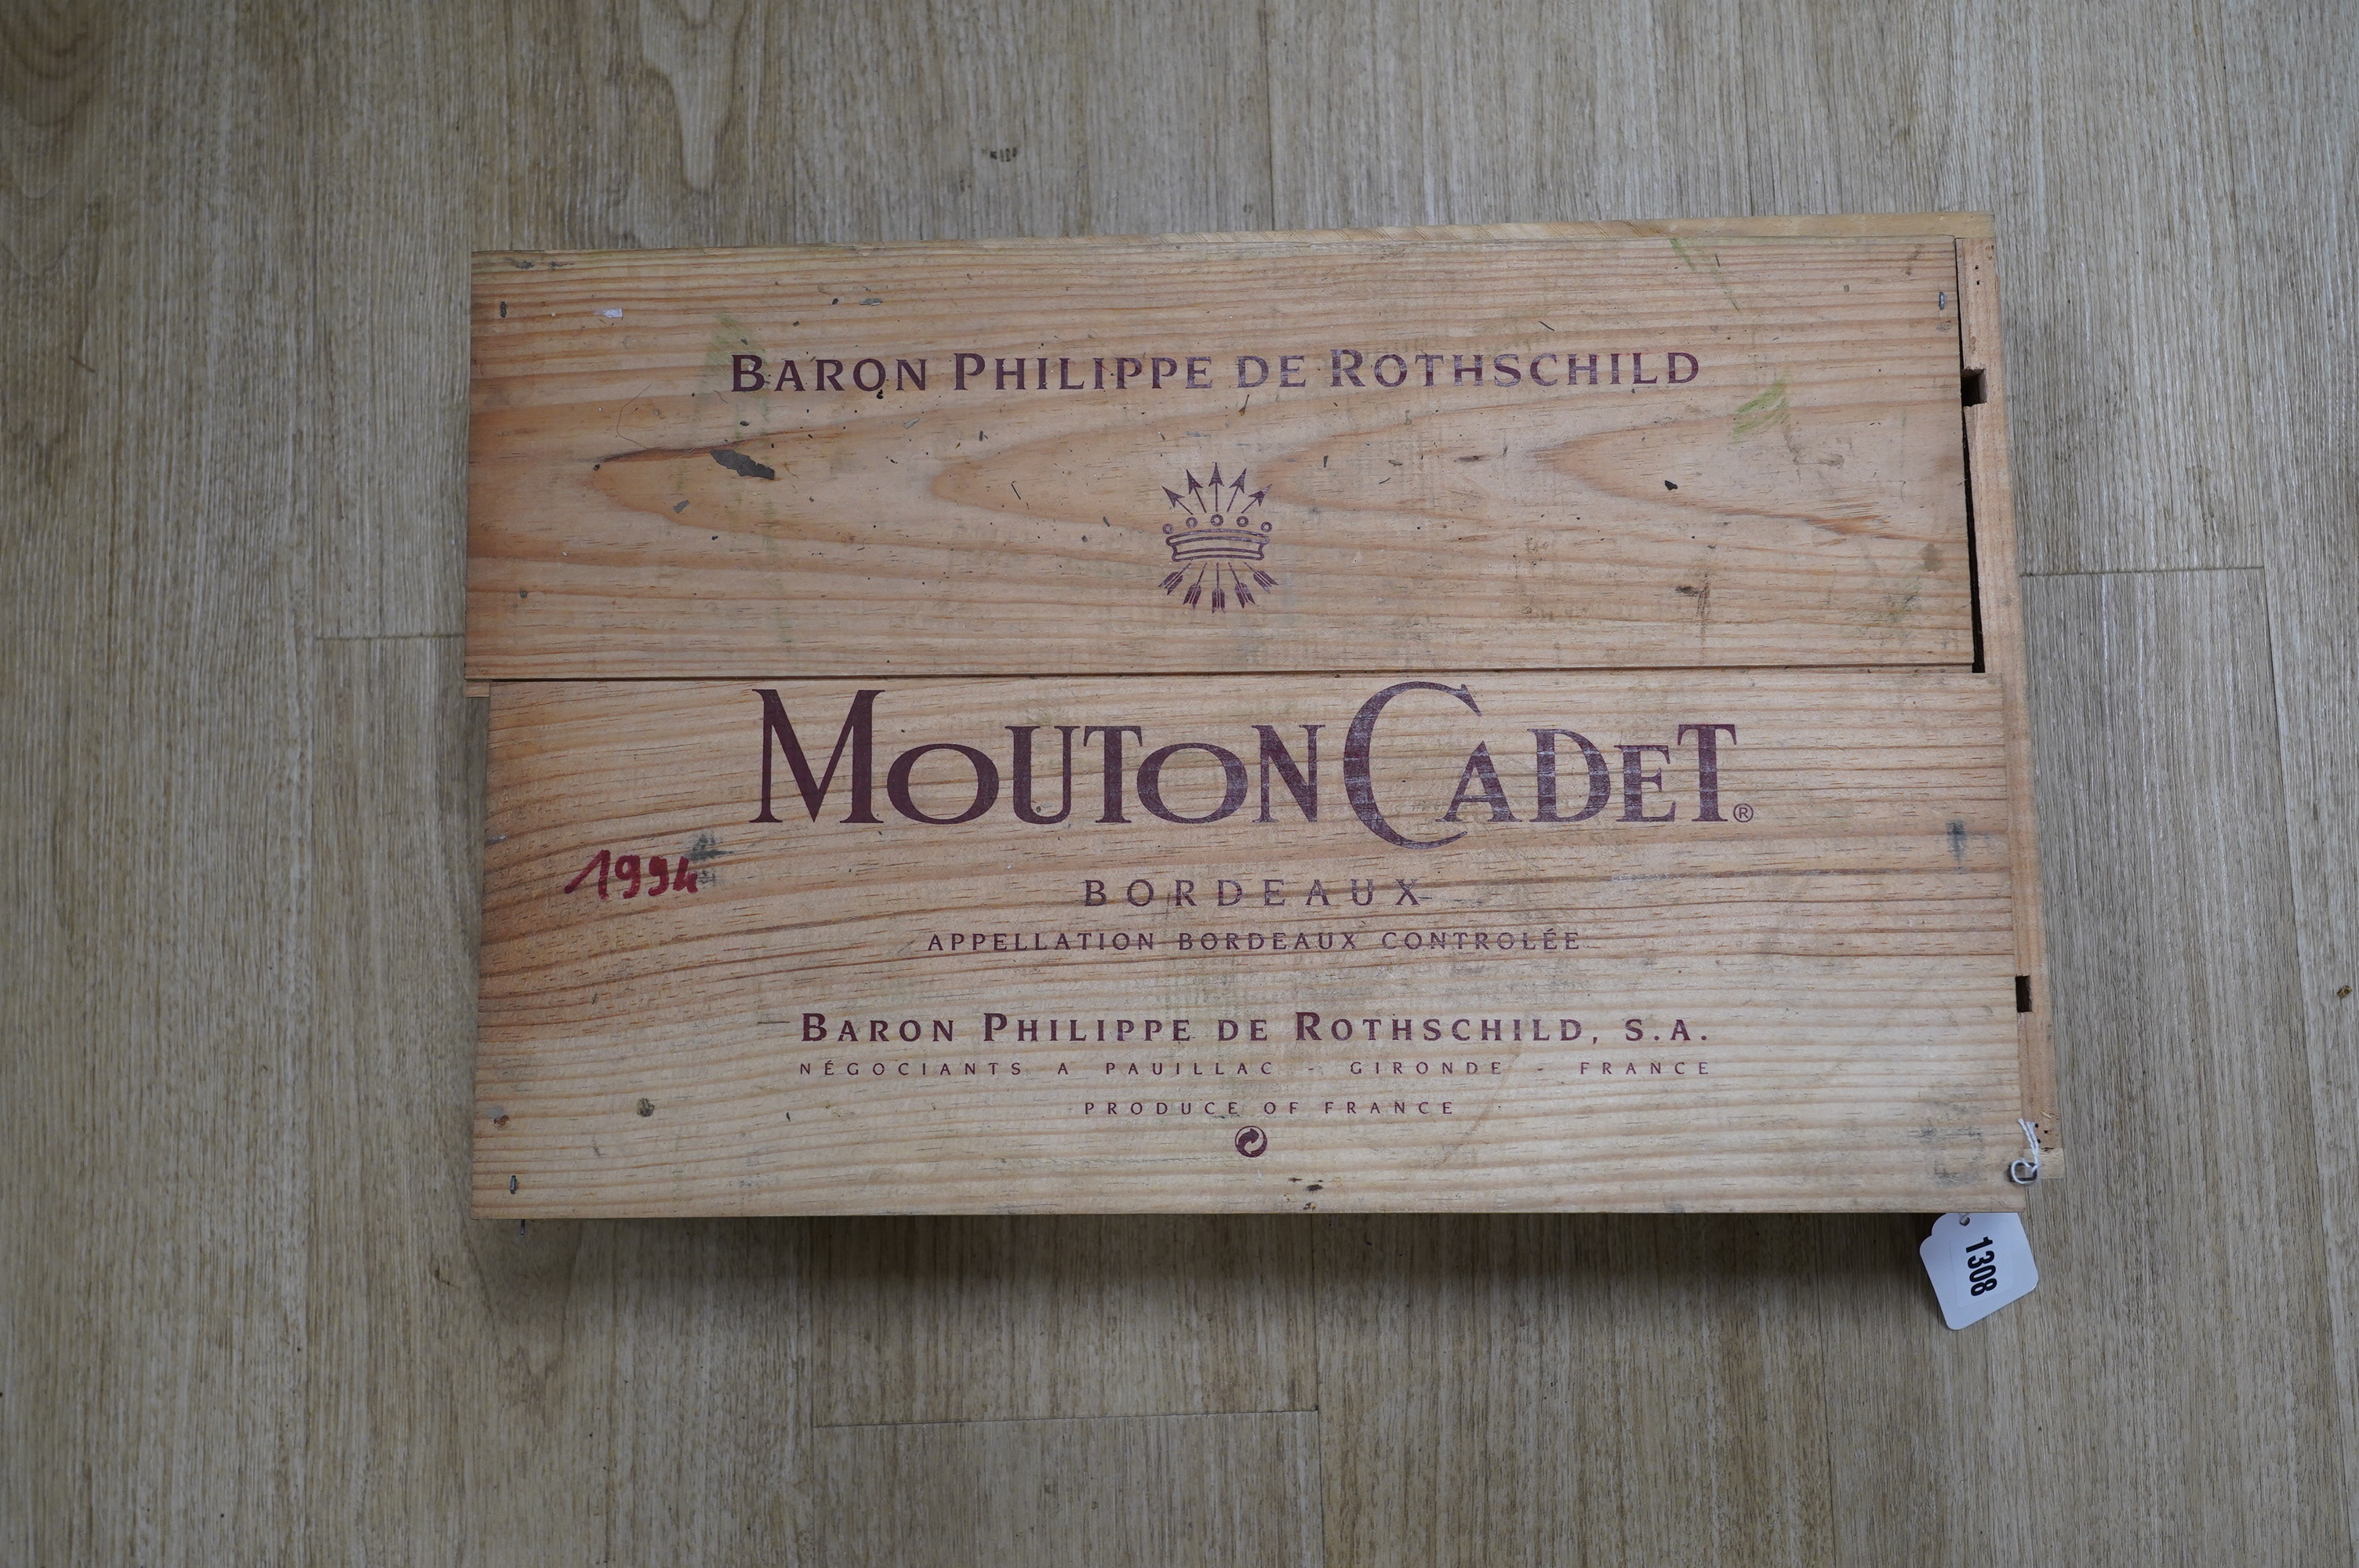 BARON PHILIPPE DE ROTHSCHILD
MOUTON CADET®
1994
BORDEAUX
APPELLATION BORDEAUX CONTROLÉE
BARON PHILIPPE DE ROTHSCHILD, S.A.
NÉGOCIANTS A PAUILLAC - GIRONDE - FRANCE
PRODUCE OF FRANCE
1308